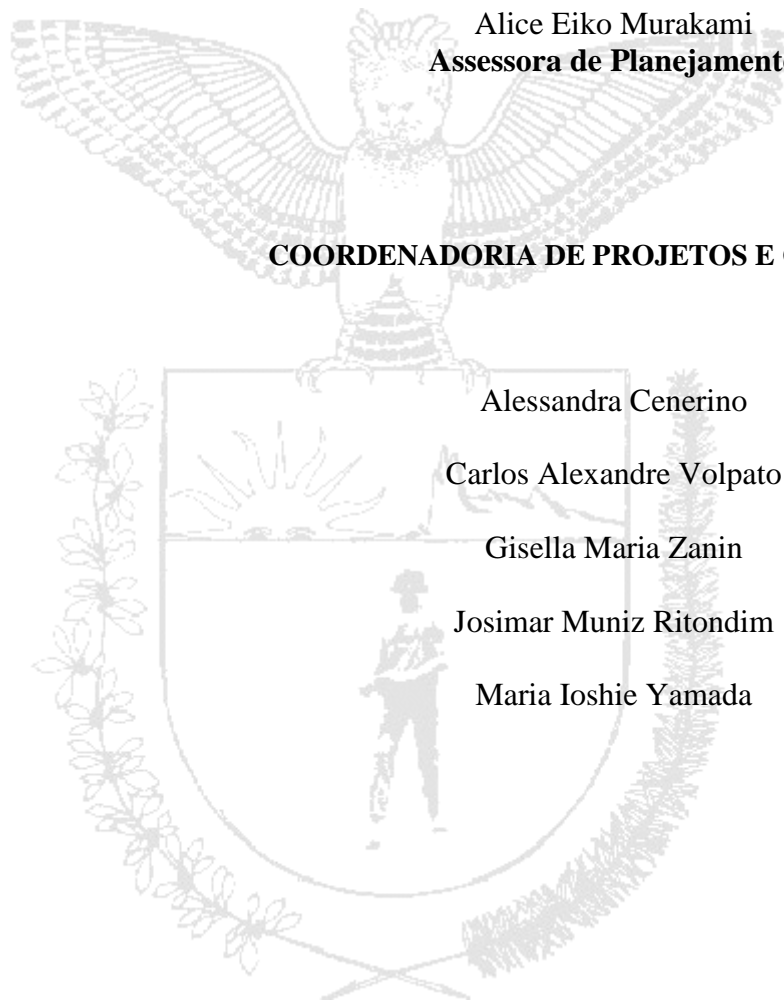 Alice Eiko Murakami
Assessora de Planejamento
COORDENADORIA DE PROJETOS E
Alessandra Cenerino
Carlos Alexandre Volpato
Gisella Maria Zanin
Josimar Muniz Ritondim
Maria Ioshie Yamada